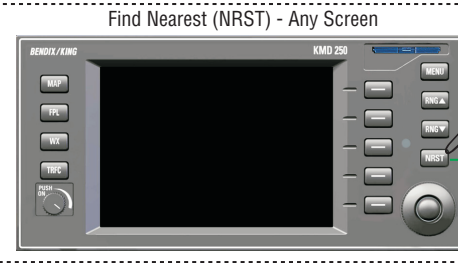 Find Nearest (NRST) - Any Screen
BENDIX/KING
KMD 250
MAP
FPL
WX
TRFC
PUSH
ON
MENU
RNG▲
RNG▼
NRST